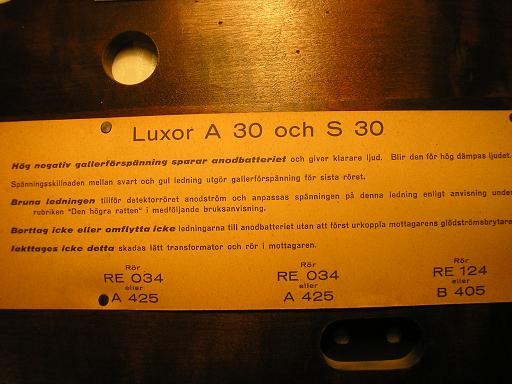 Luxor A 30 och S 30
Hög negativ gallerförspänning sparar anodbatteriet och giver klarare ljud. Blir den för hög dämpas ljudet.
Spänningsskillnaden mellan svart och gul ledning utgör gallerförspänning för sista röret.
Bruna ledningen tillför detektorröret anodström och anpassas spänningen på denna ledning enligt anvisning under
rubriken "Den högra ratten" i medföljande bruksanvisning.
Borttag icke eller omflytta icke ledningarna till anodbatteriet utan att först urkoppla mottagarens glödströmsbrytare
Iakttages icke detta skadas lätt transformator och rör i mottagaren.
Rör Rör Rör
RE 034 RE 034 RE 124
eller eller eller
A 425 A 425 B 405